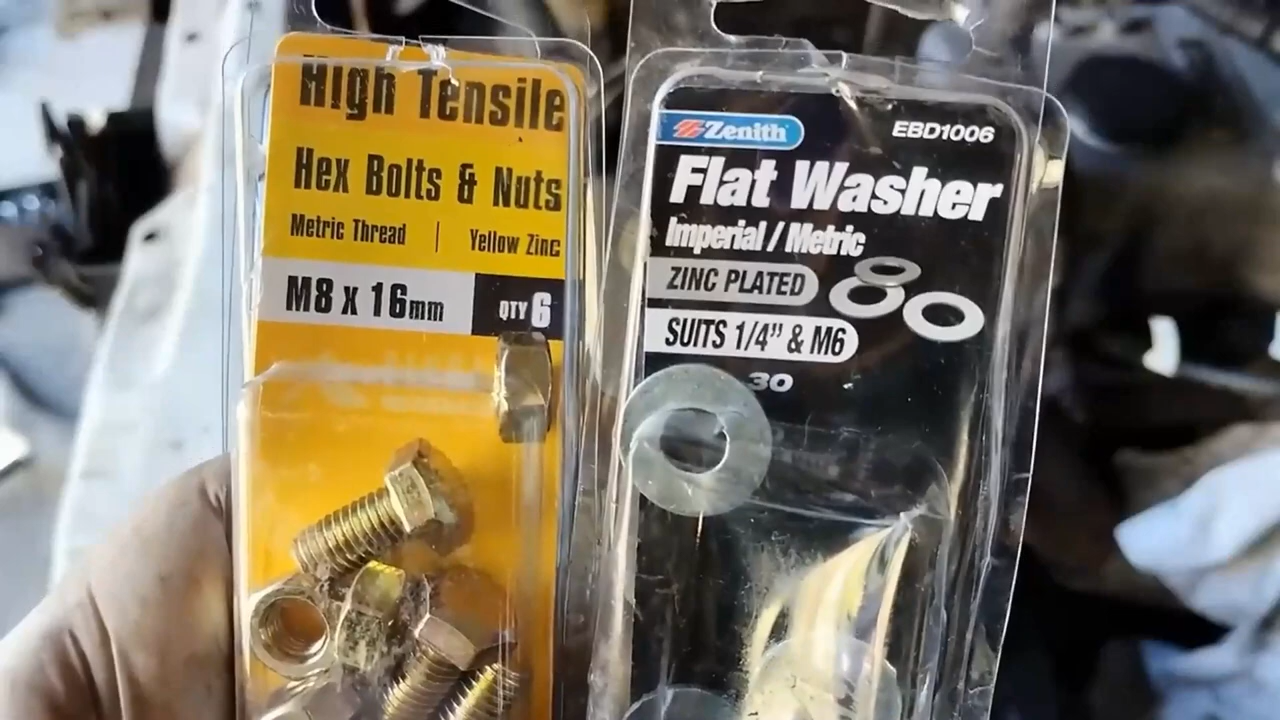 High Tensile
Hex Bolts & Nuts
Metric Thread | Yellow Zinc
M8 x 16mm
QTY 6
Zenith
EBD1006
Flat Washer
Imperial / Metric
ZINC PLATED
SUITS 1/4” & M6
30